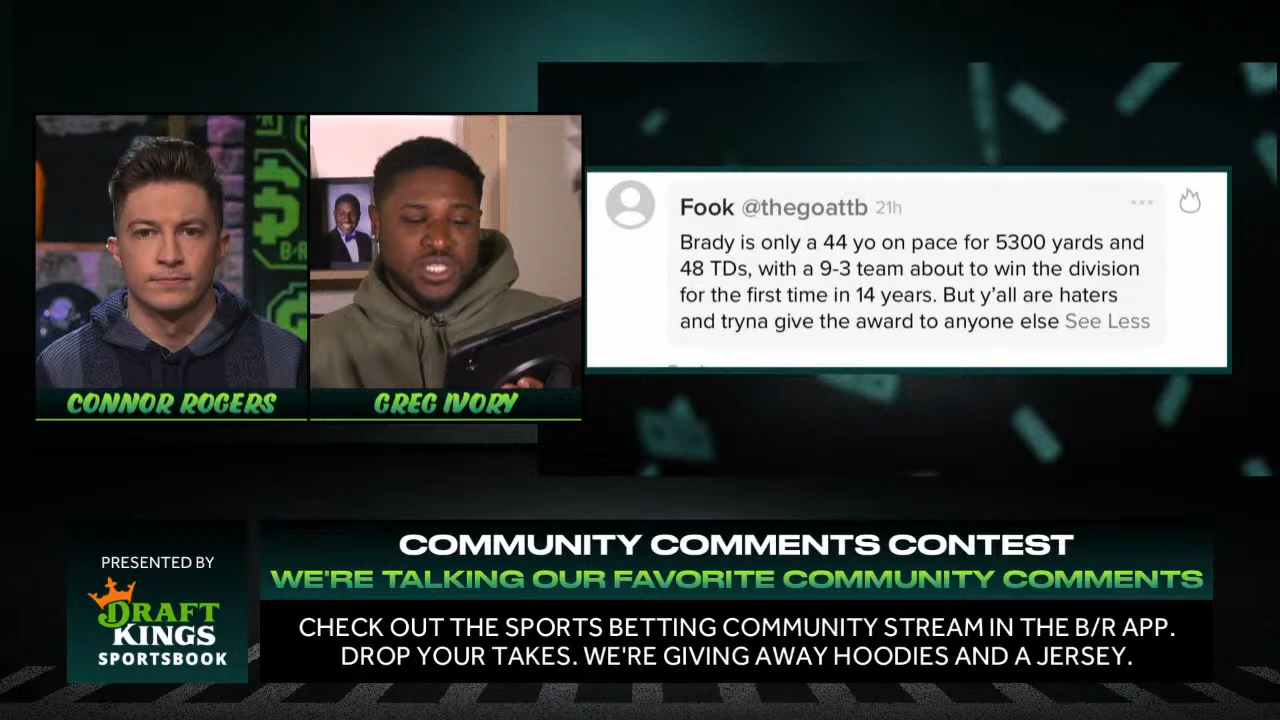 CONNOR ROGERS
GREG IVORY
Fook @thegoattb 21h
Brady is only a 44 yo on pace for 5300 yards and
48 TDs, with a 9-3 team about to win the division
for the first time in 14 years. But y'all are haters
and tryna give the award to anyone else See Less
PRESENTED BY
DRAFT
KINGS
SPORTSBOOK
COMMUNITY COMMENTS CONTEST
WE'RE TALKING OUR FAVORITE COMMUNITY COMMENTS
CHECK OUT THE SPORTS BETTING COMMUNITY STREAM IN THE B/R APP.
DROP YOUR TAKES. WE'RE GIVING AWAY HOODIES AND A JERSEY.